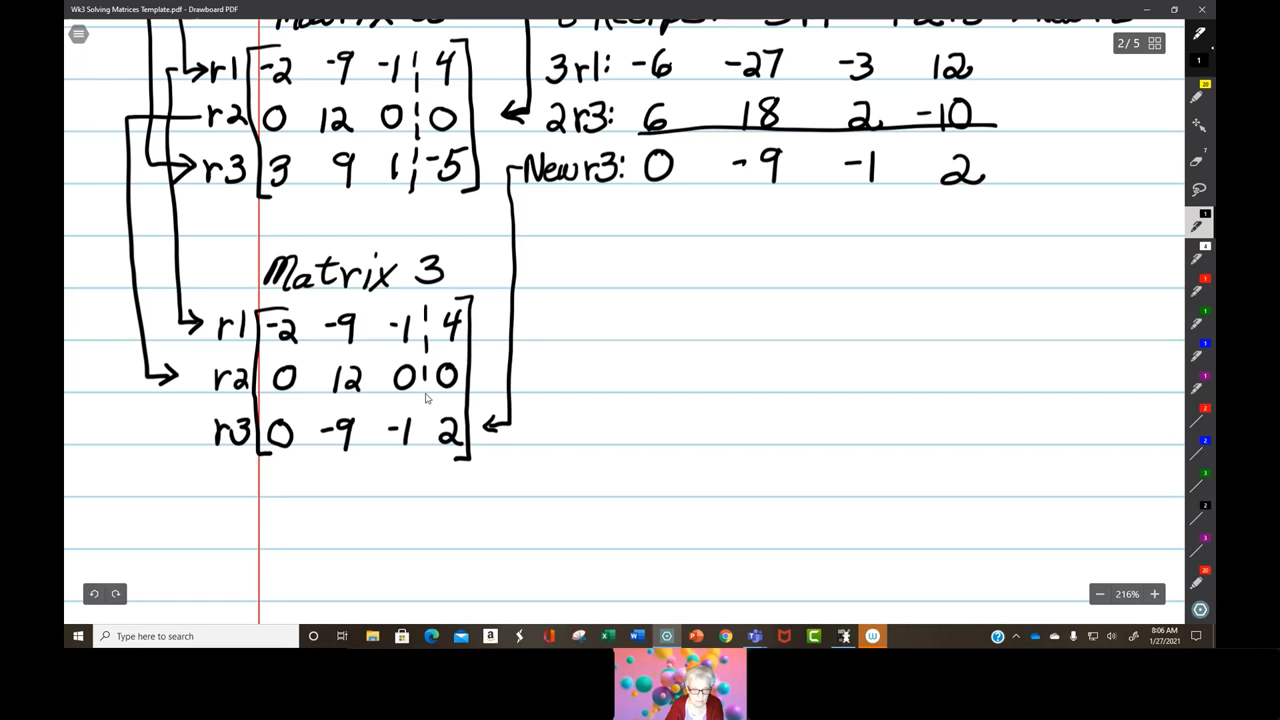 Wk3 Solving Matrices Template.pdf - Drawboard PDF
2 / 5
r1 -2 -9 -1 4
r2 0 12 0 0
r3 3 9 1 -5
3r1: -6 -27 -3 12
2r3: 6 18 2 -10
New r3: 0 -9 -1 2
Matrix 3
r1 -2 -9 -1 4
r2 0 12 0 0
r3 0 -9 -1 2
216%
Type here to search
8:06 AM
1/27/2021